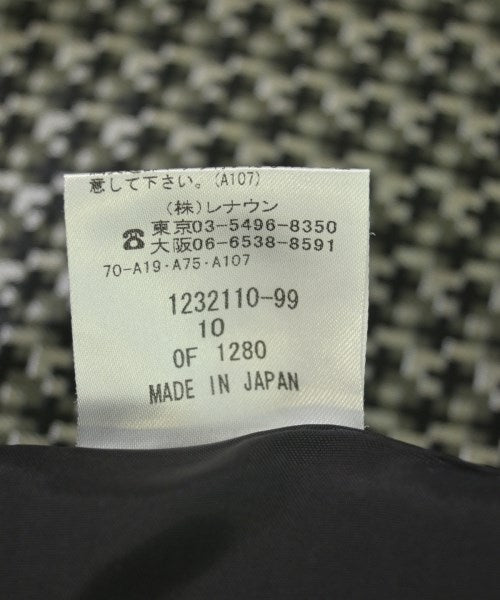 意して下さい。(A107)
(株)レナウン
東京03-5496-8350
☎大阪06-6538-8591
70-A19・A75・A107
1232110-99
10
OF 1280
MADE IN JAPAN